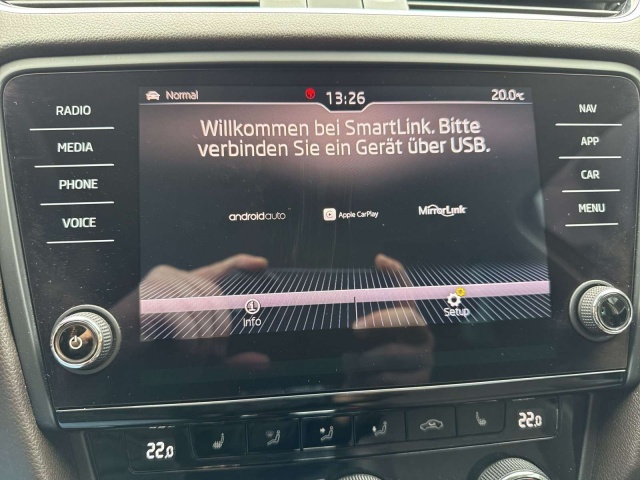 Normal
13:26
20.0°C
RADIO
MEDIA
PHONE
VOICE
Willkommen bei SmartLink. Bitte
verbinden Sie ein Gerät über USB.
androidauto
Apple CarPlay
MirrorLink
NAV
APP
CAR
MENU
Info
Setup
22.0
22.0